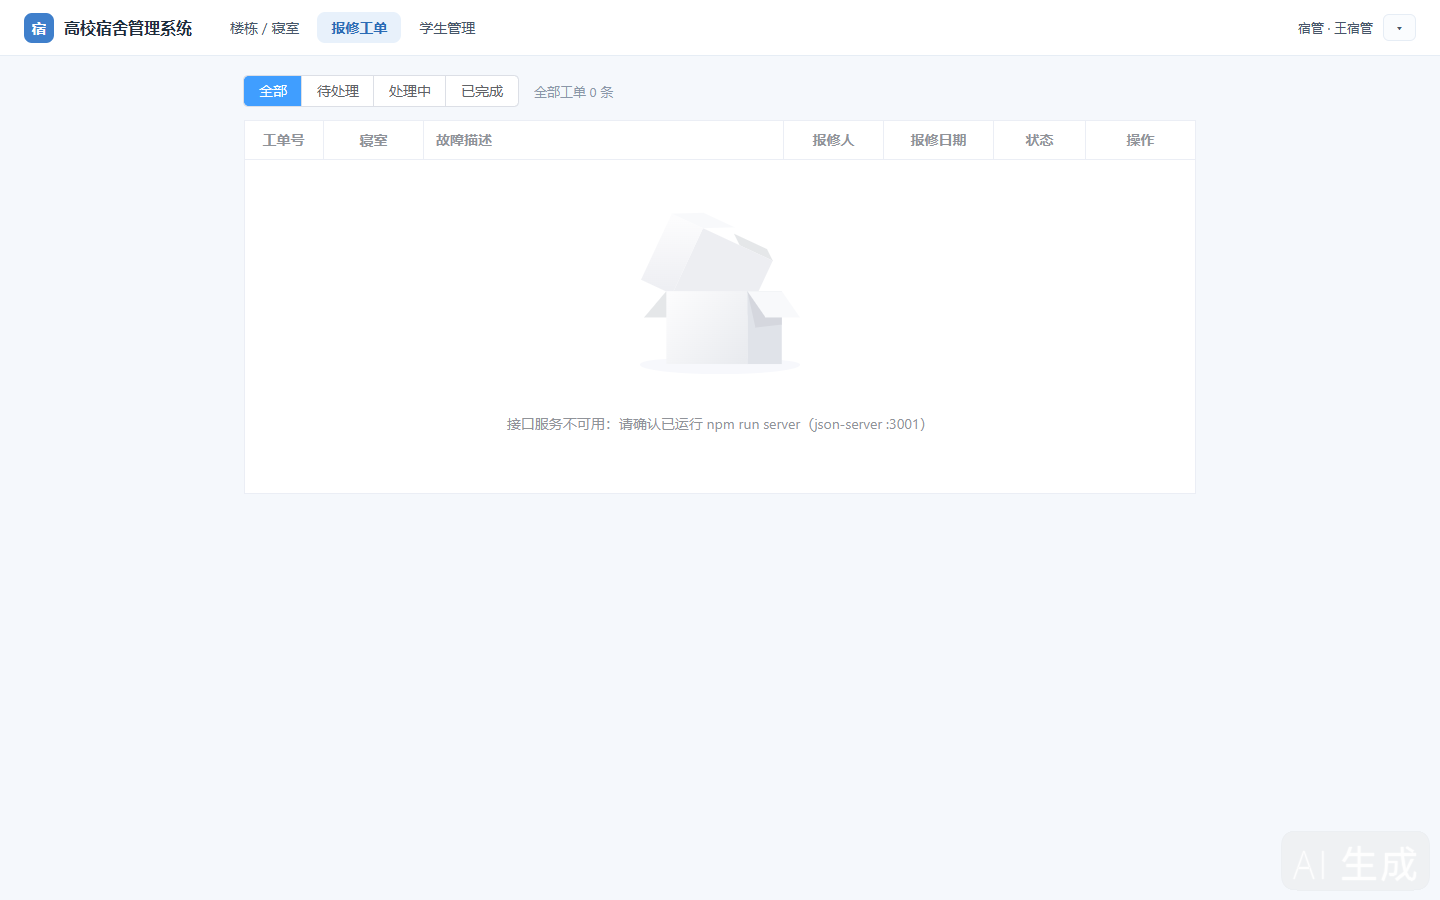 宿 高校宿舍管理系统 楼栋 / 寝室 报修工单 学生管理 宿管 · 王宿管
全部 待处理 处理中 已完成 全部工单 0 条
工单号 寝室 故障描述 报修人 报修日期 状态 操作
接口服务不可用：请确认已运行 npm run server（json-server :3001）
AI 生成